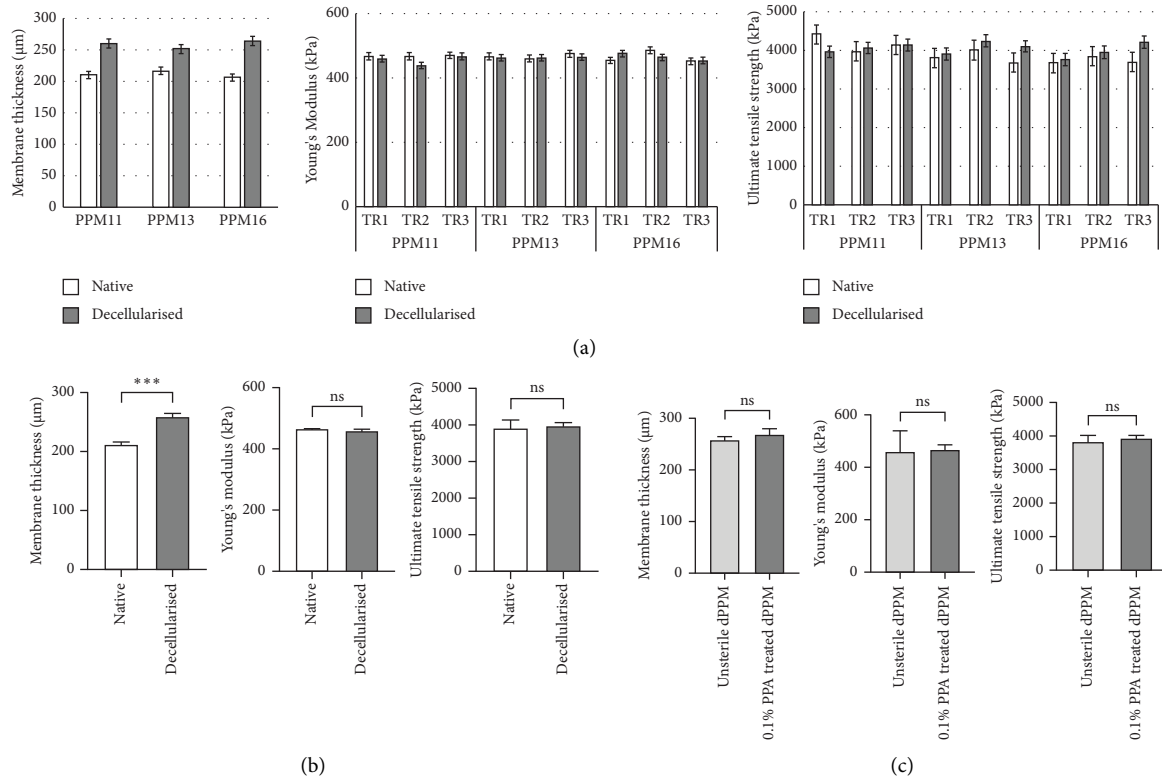 Membrane thickness (μm)
300
250
200
150
100
50
0
PPM11 PPM13 PPM16
Native
Decellularised
Young's Modulus (kPa)
600
400
200
0
TR1 TR2 TR3 TR1 TR2 TR3 TR1 TR2 TR3
PPM11 PPM13 PPM16
Native
Decellularised
Ultimate tensile strength (kPa)
5000
4000
3000
2000
1000
0
TR1 TR2 TR3 TR1 TR2 TR3 TR1 TR2 TR3
PPM11 PPM13 PPM16
Native
Decellularised
(a)
Membrane thickness (μm)
300
200
100
0
***
Native
Decellularised
Young's modulus (kPa)
600
400
200
0
ns
Native
Decellularised
Ultimate tensile strength (kPa)
5000
4000
3000
2000
1000
0
ns
Native
Decellularised
(b)
Membrane thickness (μm)
300
200
100
0
ns
Unsterile dPPM
0.1% PPA treated dPPM
Young's modulus (kPa)
600
400
200
0
ns
Unsterile dPPM
0.1% PPA treated dPPM
Ultimate tensile strength (kPa)
5000
4000
3000
2000
1000
0
ns
Unsterile dPPM
0.1% PPA treated dPPM
(c)